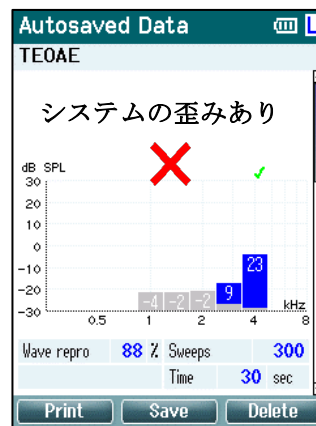 Autosaved Data L
TEOAE
システムの歪みあり
dB SPL
30
20
10
0
-10
-20
-30
-4 -2 -2 9 23
0.5 1 2 4 8 kHz
Wave repro 88 % Sweeps 300
Time 30 sec
Print Save Delete